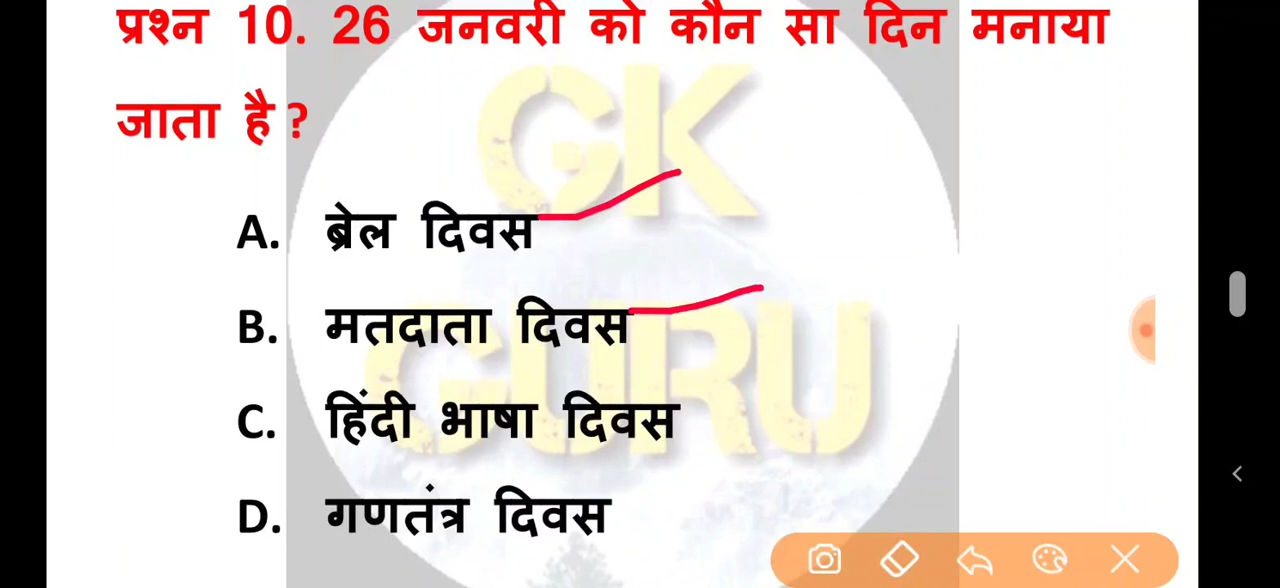 प्रश्न 10. 26 जनवरी को कौन सा दिन मनाया
जाता है ?
GK
GURU
A. ब्रेल दिवस
B. मतदाता दिवस
C. हिंदी भाषा दिवस
D. गणतंत्र दिवस